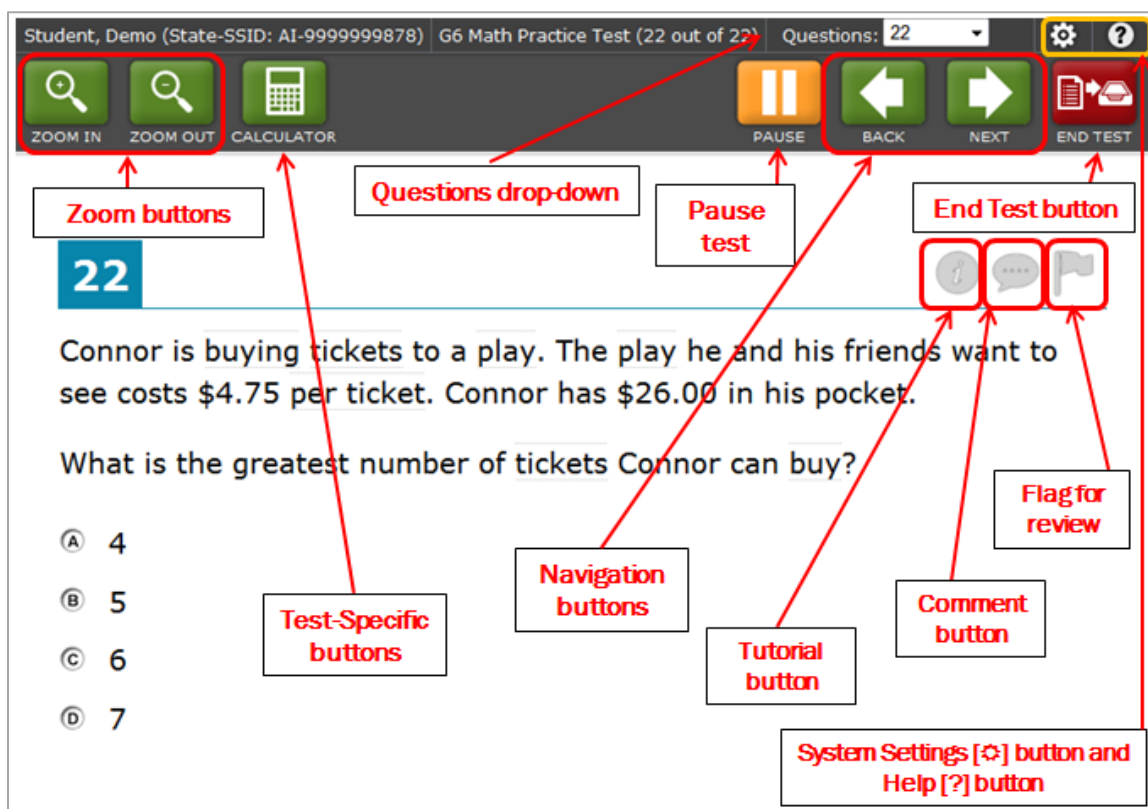 Student, Demo (State-SSID: AI-9999999878) G6 Math Practice Test (22 out of 22) Questions: 22
ZOOM IN ZOOM OUT CALCULATOR PAUSE BACK NEXT END TEST
Zoom buttons
Questions drop-down
Pause
test
End Test button
22
Connor is buying tickets to a play. The play he and his friends want to
see costs $4.75 per ticket. Connor has $26.00 in his pocket.
What is the greatest number of tickets Connor can buy?
A 4
B 5
C 6
D 7
Test-Specific
buttons
Navigation
buttons
Tutorial
button
Comment
button
Flag for
review
System Settings [⚙] button and
Help [?] button